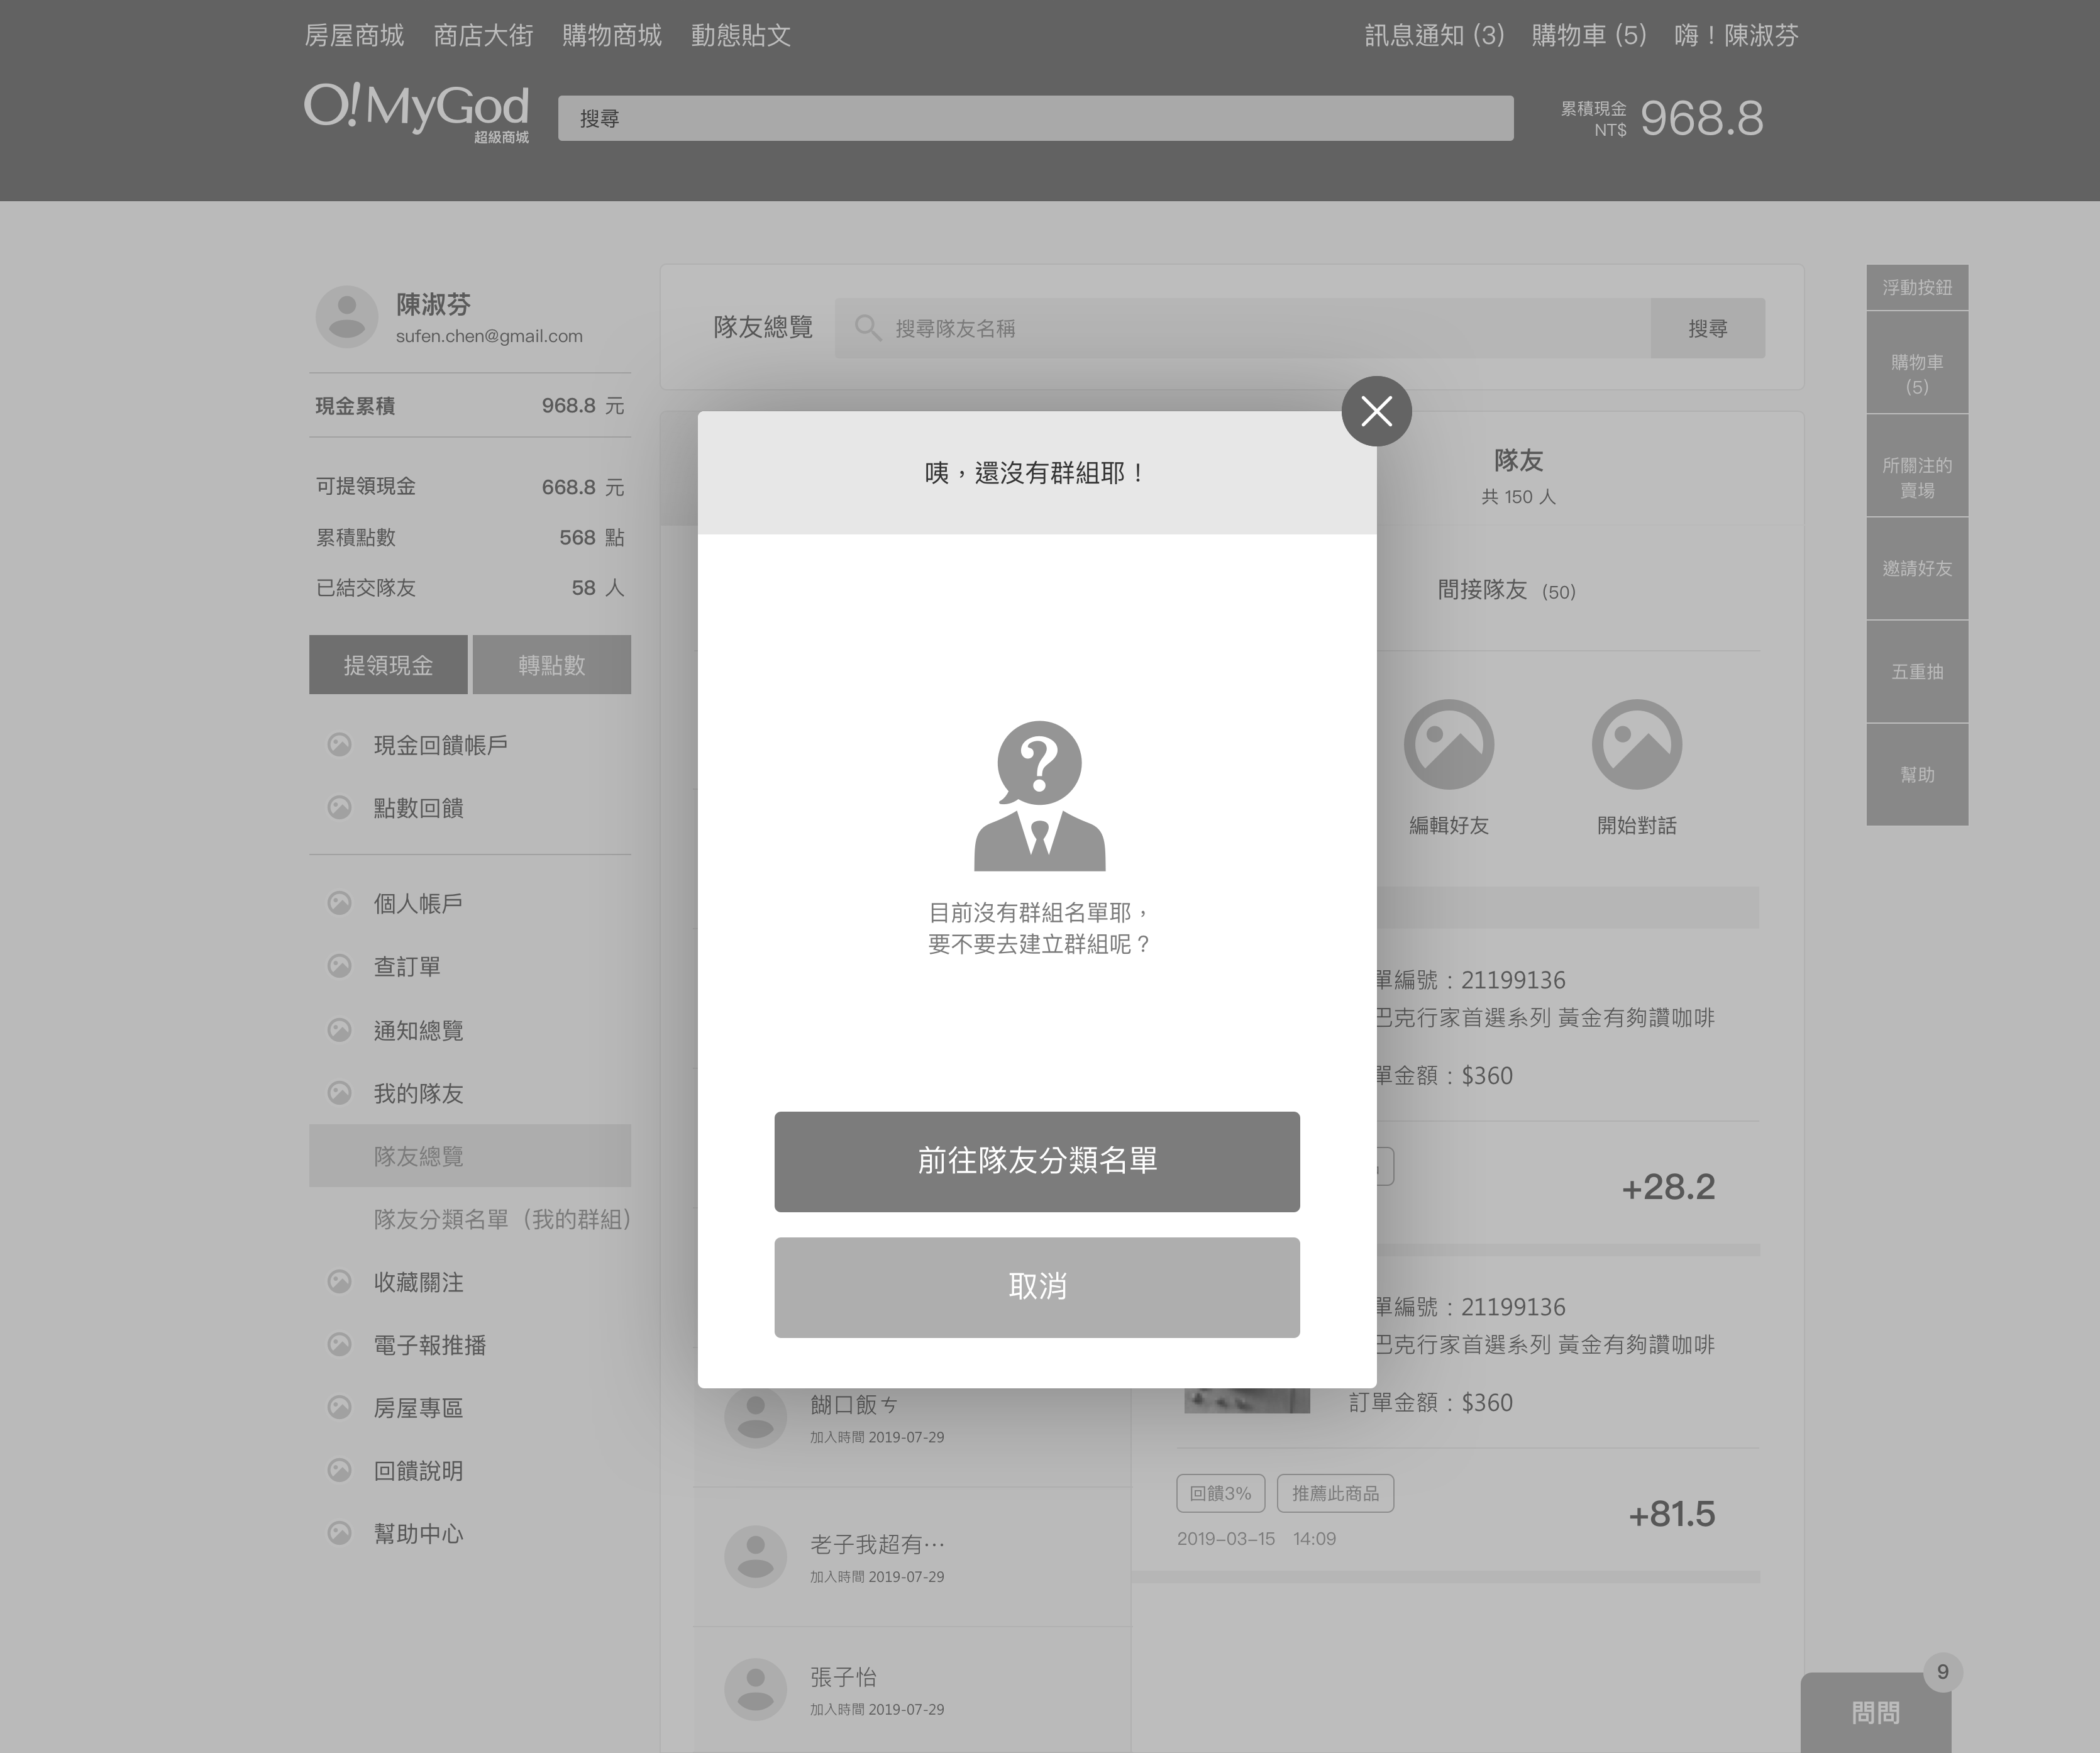 房屋商城 商店大街 購物商城 動態貼文 訊息通知 (3) 購物車 (5) 嗨！陳淑芬
O!MyGod
超級商城
搜尋
累積現金
NT$ 968.8
陳淑芬
sufen.chen@gmail.com
現金累積 968.8 元
可提領現金 668.8 元
累積點數 568 點
已結交隊友 58 人
提領現金 轉點數
現金回饋帳戶
點數回饋
個人帳戶
查訂單
通知總覽
我的隊友
隊友總覽
隊友分類名單（我的群組）
收藏關注
電子報推播
房屋專區
回饋說明
幫助中心
隊友總覽 搜尋隊友名稱 搜尋
隊友
共 150 人
間接隊友 (50)
編輯好友 開始對話
咦，還沒有群組耶！
目前沒有群組名單耶，
要不要去建立群組呢？
前往隊友分類名單
取消
單編號：21199136
巴克行家首選系列 黃金有夠讚咖啡
單金額：$360
+28.2
單編號：21199136
巴克行家首選系列 黃金有夠讚咖啡
訂單金額：$360
回饋3% 推薦此商品
+81.5
2019-03-15 14:09
餬口飯ㄘ
加入時間 2019-07-29
老子我超有⋯
加入時間 2019-07-29
張子怡
加入時間 2019-07-29
浮動按鈕
購物車
(5)
所關注的
賣場
邀請好友
五重抽
幫助
9
問問